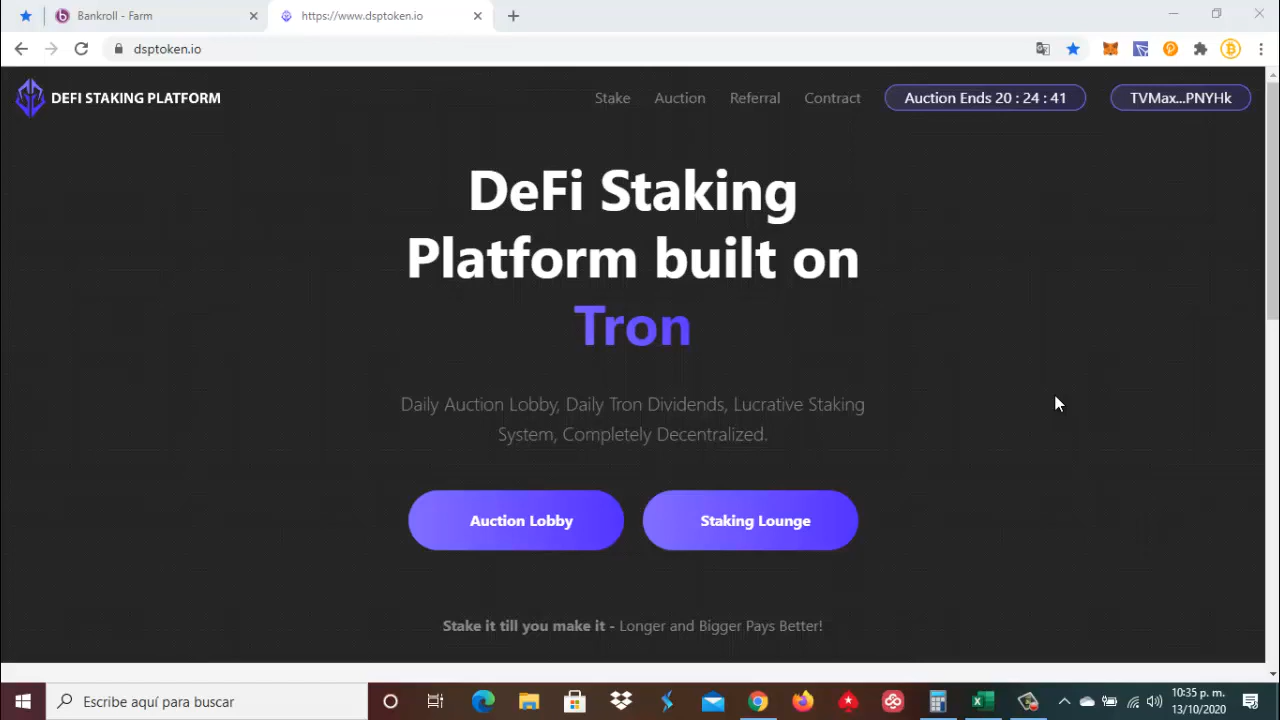 Bankroll - Farm
https://www.dsptoken.io
dsptoken.io
DEFI STAKING PLATFORM
Stake
Auction
Referral
Contract
Auction Ends 20 : 24 : 41
TVMax...PNYHk
DeFi Staking
Platform built on
Tron
Daily Auction Lobby, Daily Tron Dividends, Lucrative Staking
System, Completely Decentralized.
Auction Lobby
Staking Lounge
Stake it till you make it - Longer and Bigger Pays Better!
Escribe aquí para buscar
10:35 p. m.
13/10/2020